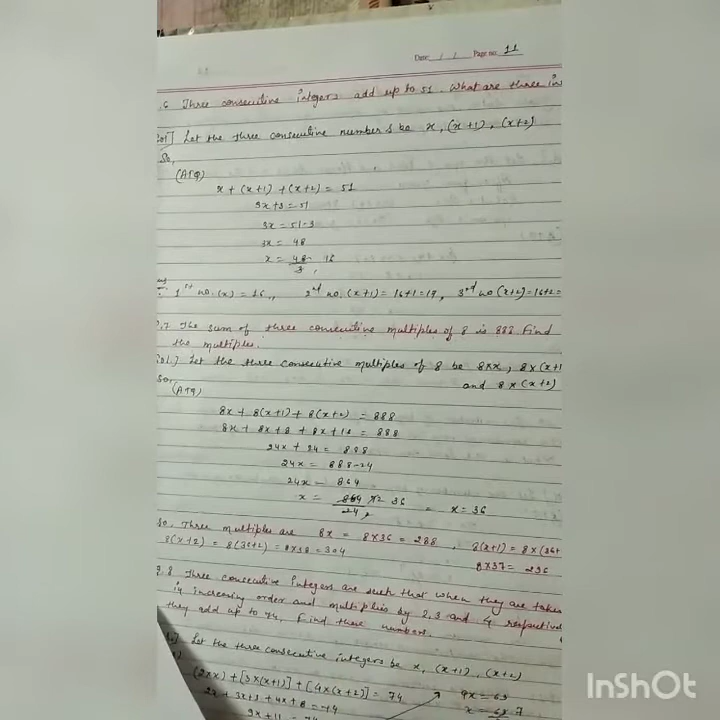 Date: / / Page no: 11
.6 Three consecutive integers add up to 51. What are three in
Sol] Let the three consecutive numbers be x, (x+1), (x+2)
So,
(ATQ)
x + (x+1) + (x+2) = 51
3x+3 = 51
3x = 51-3
3x = 48
x = 48/3 16
∴ 1st no. (x) = 16, 2nd no. (x+1) = 16+1=17, 3rd no (x+2)=16+2=
Q.7 The sum of three consecutive multiples of 8 is 888 Find
the multiples.
Sol.] Let the three consecutive multiples of 8 be 8×x, 8×(x+1
So, and 8×(x+2)
(ATQ)
8x + 8(x+1) + 8(x+2) = 888
8x + 8x+8 + 8x+16 = 888
24x + 24 = 888
24x = 888-24
24x = 864
x = 864/24 36 = x=36
So, Three multiples are 8x = 8×36 = 288, 8(x+1) = 8×(36+
8(x+2) = 8(36+2) = 8×38 = 304 8×37= 296
Q.8 Three consecutive Integers are such that when they are taken
in increasing order and multiplies by 2,3 and 4 respective
they add up to 74. Find these numbers.
] Let the three consecutive integers be x, (x+1), (x+2)
(2×x) + [3×(x+1)] + [4×(x+2)] = 74 9x = 63
2x + 3x+3 + 4x + 8 = 74 x = 63 7
9x + 11 = 74
InShOt